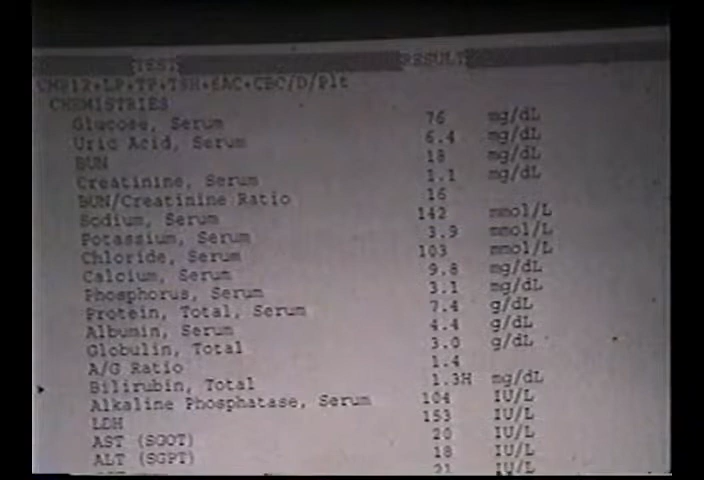 TEST RESULT
CMP12+LP+TP+TSH+6AC+CBC/D/Plt
CHEMISTRIES
Glucose, Serum 76 mg/dL
Uric Acid, Serum 6.4 mg/dL
BUN 18 mg/dL
Creatinine, Serum 1.1 mg/dL
BUN/Creatinine Ratio 16
Sodium, Serum 142 mmol/L
Potassium, Serum 3.9 mmol/L
Chloride, Serum 103 mmol/L
Calcium, Serum 9.8 mg/dL
Phosphorus, Serum 3.1 mg/dL
Protein, Total, Serum 7.4 g/dL
Albumin, Serum 4.4 g/dL
Globulin, Total 3.0 g/dL
A/G Ratio 1.4
Bilirubin, Total 1.3H mg/dL
Alkaline Phosphatase, Serum 104 IU/L
LDH 153 IU/L
AST (SGOT) 20 IU/L
ALT (SGPT) 18 IU/L
21 IU/L